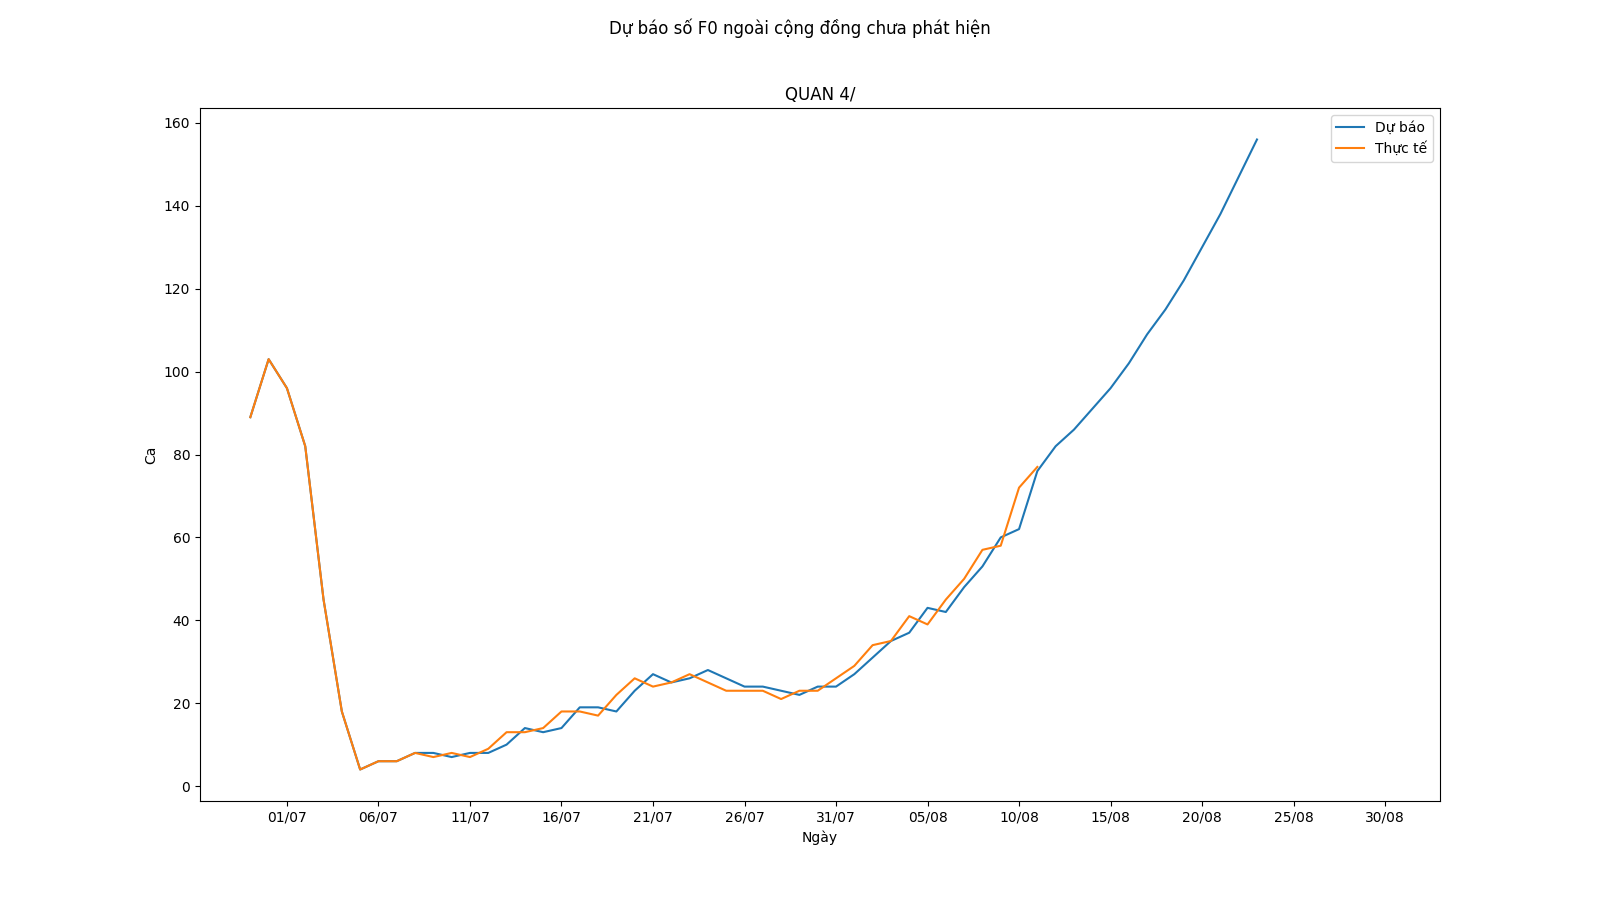 Dự báo số F0 ngoài cộng đồng chưa phát hiện
QUAN 4/
Dự báo
Thực tế
160
140
120
100
80
60
40
20
0
Ca
01/07 06/07 11/07 16/07 21/07 26/07 31/07 05/08 10/08 15/08 20/08 25/08 30/08
Ngày